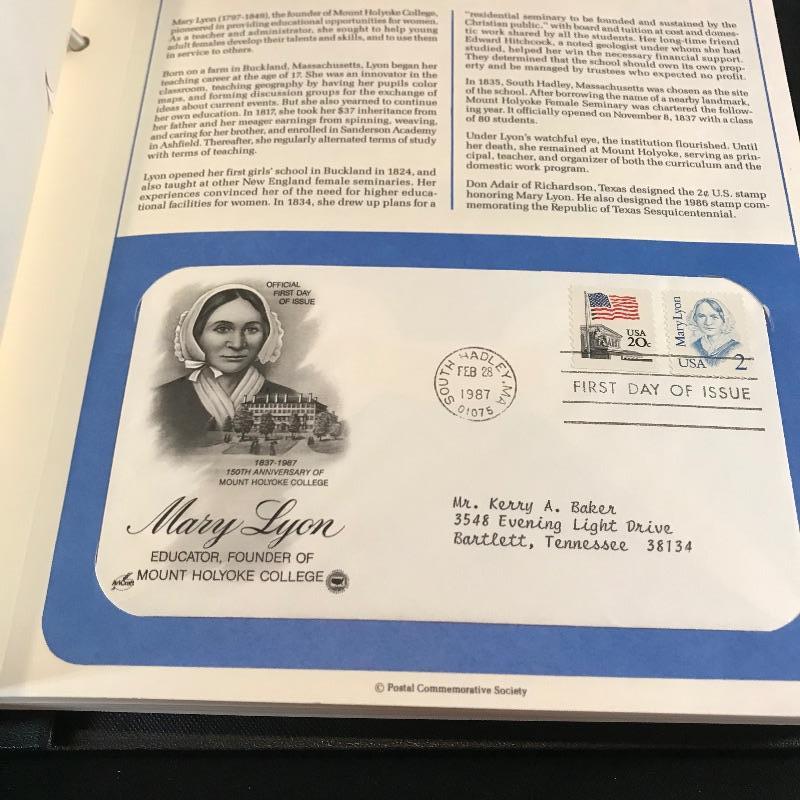 Mary Lyon (1797-1849), the founder of Mount Holyoke College,
pioneered in providing educational opportunities for women.
As a teacher and administrator, she sought to help young
adult females develop their talents and skills, and to use them
in service to others.
Born on a farm in Buckland, Massachusetts, Lyon began her
teaching career at the age of 17. She was an innovator in the
classroom, teaching geography by having her pupils color
maps, and forming discussion groups for the exchange of
ideas about current events. But she also yearned to continue
her own education. In 1817, she took her $37 inheritance from
her father and her meager earnings from spinning, weaving,
and caring for her brother, and enrolled in Sanderson Academy
in Ashfield. Thereafter, she regularly alternated terms of study
with terms of teaching.
Lyon opened her first girls' school in Buckland in 1824, and
also taught at other New England female seminaries. Her
experiences convinced her of the need for higher educa-
tional facilities for women. In 1834, she drew up plans for a
"residential seminary to be founded and sustained by the
Christian public," with board and tuition at cost and domes-
tic work shared by all the students. Her long-time friend
Edward Hitchcock, a noted geologist under whom she had
studied, helped her win the necessary financial support.
They determined that the school should own its own prop-
erty and be managed by trustees who expected no profit.
In 1835, South Hadley, Massachusetts was chosen as the site
of the school. After borrowing the name of a nearby landmark,
Mount Holyoke Female Seminary was chartered the follow-
ing year. It officially opened on November 8, 1837 with a class
of 80 students.
Under Lyon's watchful eye, the institution flourished. Until
her death, she remained at Mount Holyoke, serving as prin-
cipal, teacher, and organizer of both the curriculum and the
domestic work program.
Don Adair of Richardson, Texas designed the 2¢ U.S. stamp
honoring Mary Lyon. He also designed the 1986 stamp com-
memorating the Republic of Texas Sesquicentennial.
OFFICIAL
FIRST DAY
OF ISSUE
USA
20c
Mary Lyon
USA 2
SOUTH HADLEY, MA
FEB 28
1987
01075
FIRST DAY OF ISSUE
1837-1987
150TH ANNIVERSARY OF
MOUNT HOLYOKE COLLEGE
Mary Lyon
EDUCATOR, FOUNDER OF
MOUNT HOLYOKE COLLEGE
ArtCraft
Mr. Kerry A. Baker
3548 Evening Light Drive
Bartlett, Tennessee 38134
© Postal Commemorative Society